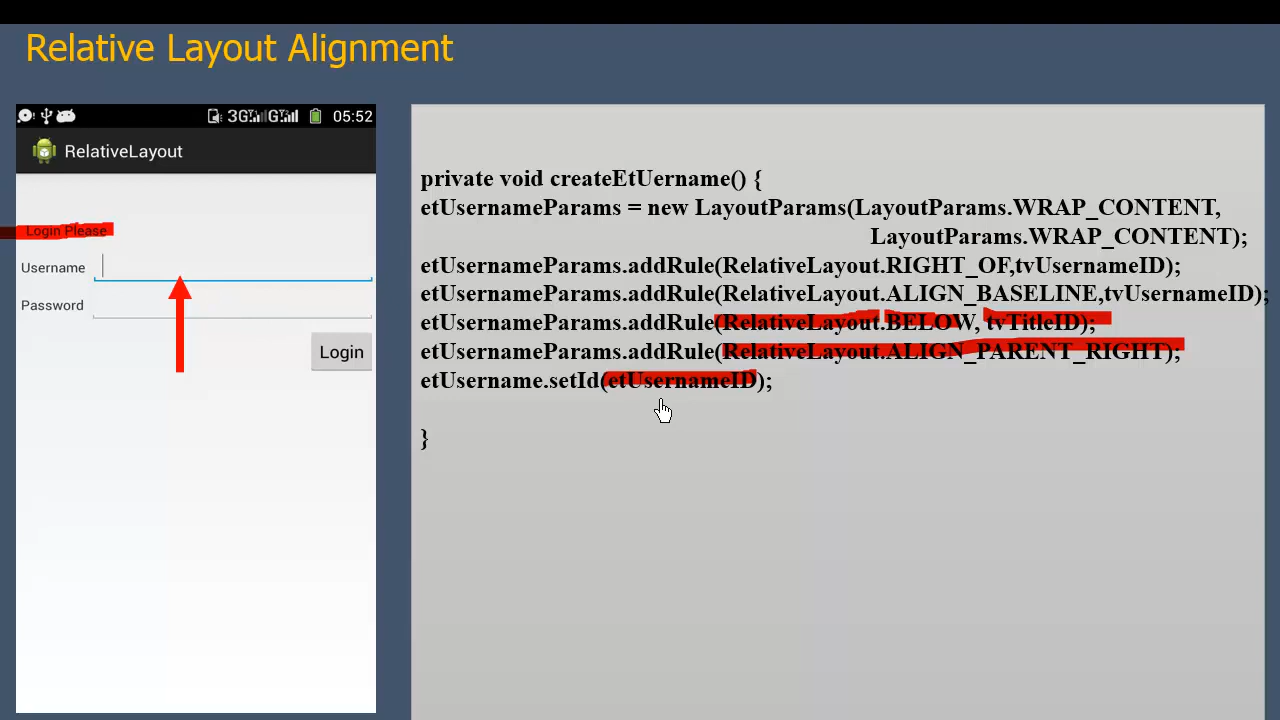 Relative Layout Alignment
3G G 05:52
RelativeLayout
Login Please
Username
Password
Login
private void createEtUername() {
etUsernameParams = new LayoutParams(LayoutParams.WRAP_CONTENT,
LayoutParams.WRAP_CONTENT);
etUsernameParams.addRule(RelativeLayout.RIGHT_OF,tvUsernameID);
etUsernameParams.addRule(RelativeLayout.ALIGN_BASELINE,tvUsernameID);
etUsernameParams.addRule(RelativeLayout.BELOW, tvTitleID);
etUsernameParams.addRule(RelativeLayout.ALIGN_PARENT_RIGHT);
etUsername.setId(etUsernameID);
}